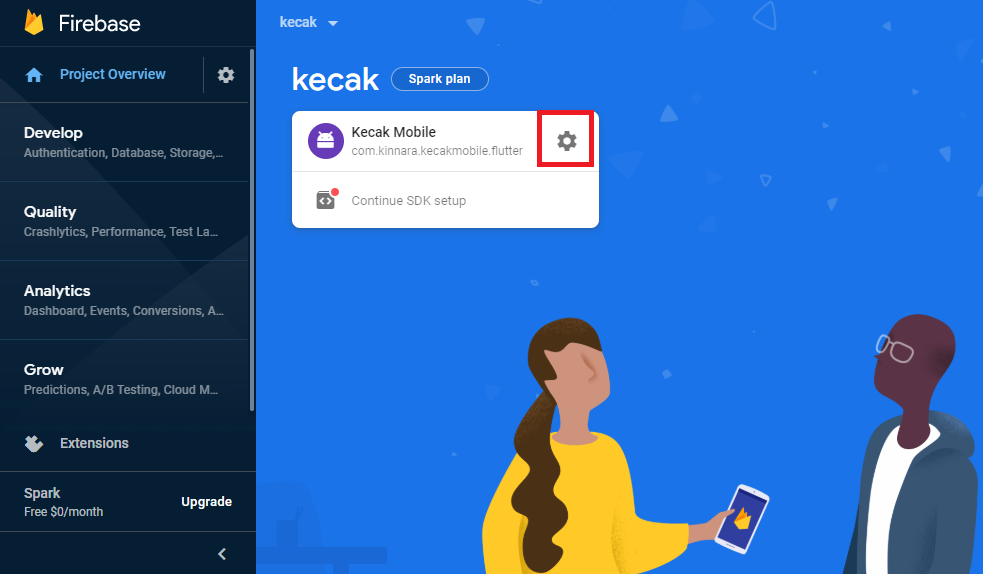 Firebase
Project Overview
Develop
Authentication, Database, Storage,...
Quality
Crashlytics, Performance, Test La...
Analytics
Dashboard, Events, Conversions, A...
Grow
Predictions, A/B Testing, Cloud M...
Extensions
Spark
Free $0/month
Upgrade
kecak
kecak
Spark plan
Kecak Mobile
com.kinnara.kecakmobile.flutter
Continue SDK setup